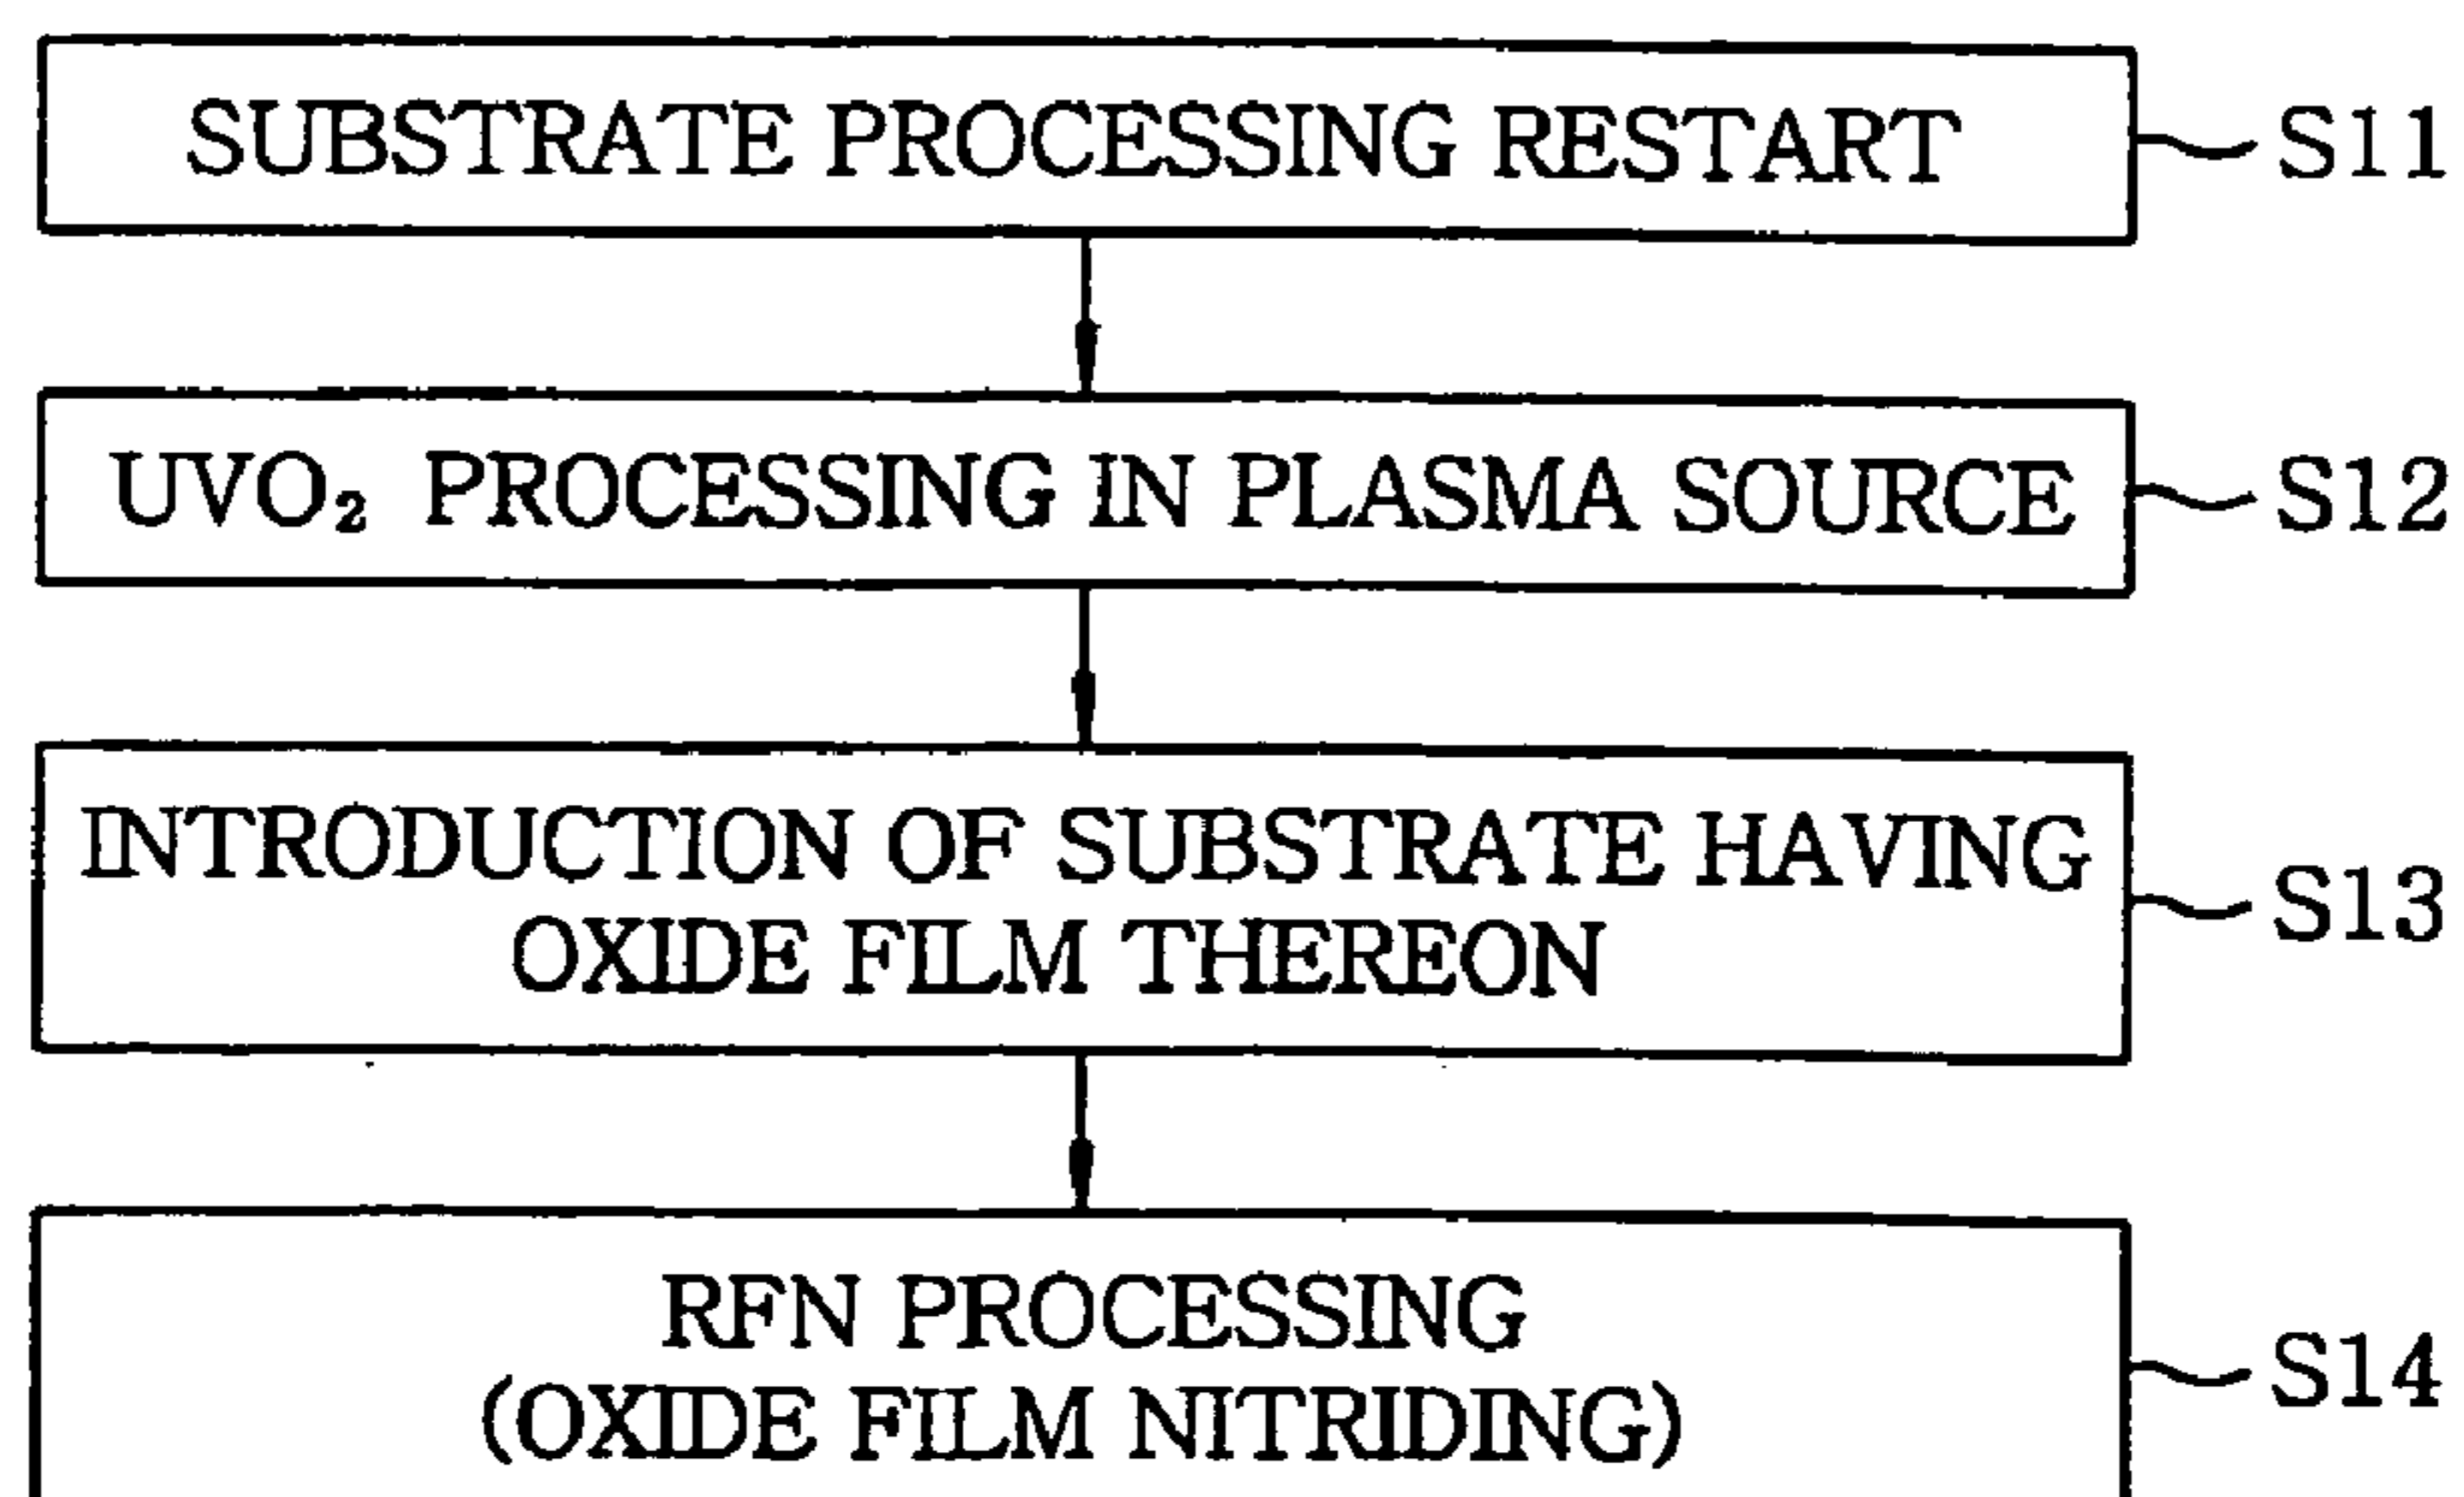 SUBSTRATE PROCESSING RESTART S11
UVO₂ PROCESSING IN PLASMA SOURCE S12
INTRODUCTION OF SUBSTRATE HAVING
OXIDE FILM THEREON
S13
RFN PROCESSING
(OXIDE FILM NITRIDING)
S14